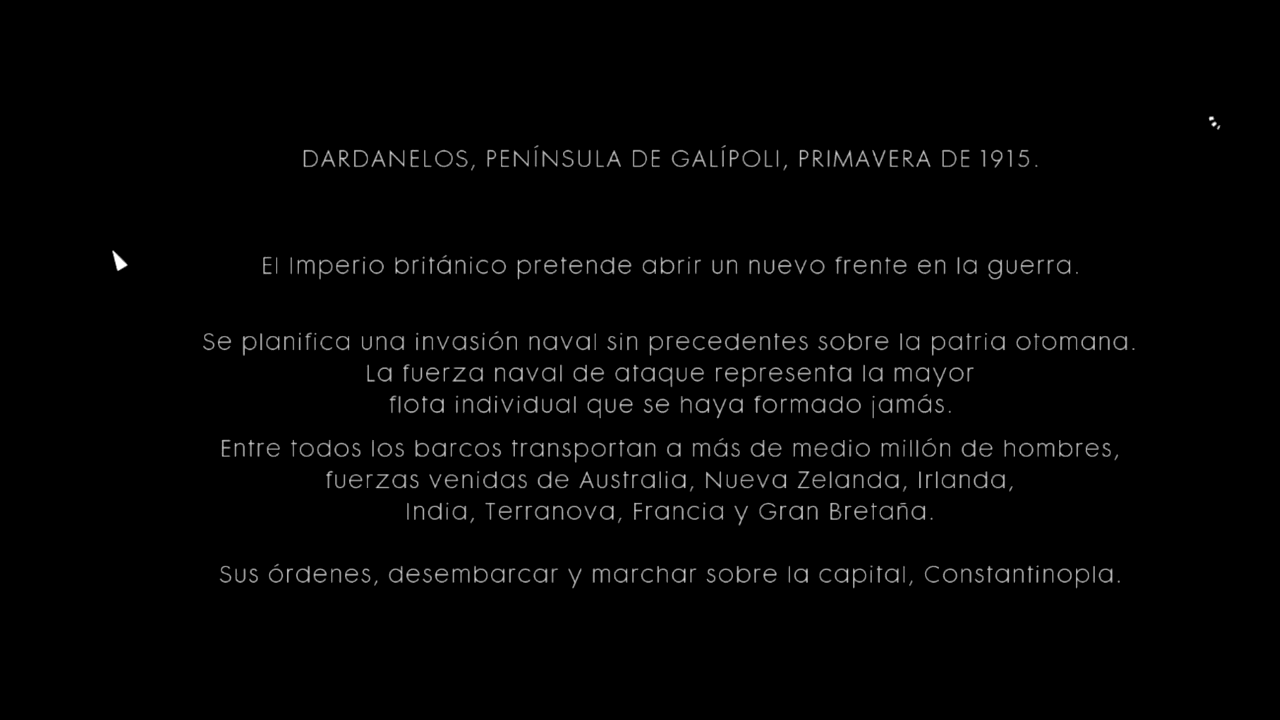 DARDANELOS, PENÍNSULA DE GALÍPOLI, PRIMAVERA DE 1915.
El Imperio británico pretende abrir un nuevo frente en la guerra.
Se planifica una invasión naval sin precedentes sobre la patria otomana.
La fuerza naval de ataque representa la mayor
flota individual que se haya formado jamás.
Entre todos los barcos transportan a más de medio millón de hombres,
fuerzas venidas de Australia, Nueva Zelanda, Irlanda,
India, Terranova, Francia y Gran Bretaña.
Sus órdenes, desembarcar y marchar sobre la capital, Constantinopla.